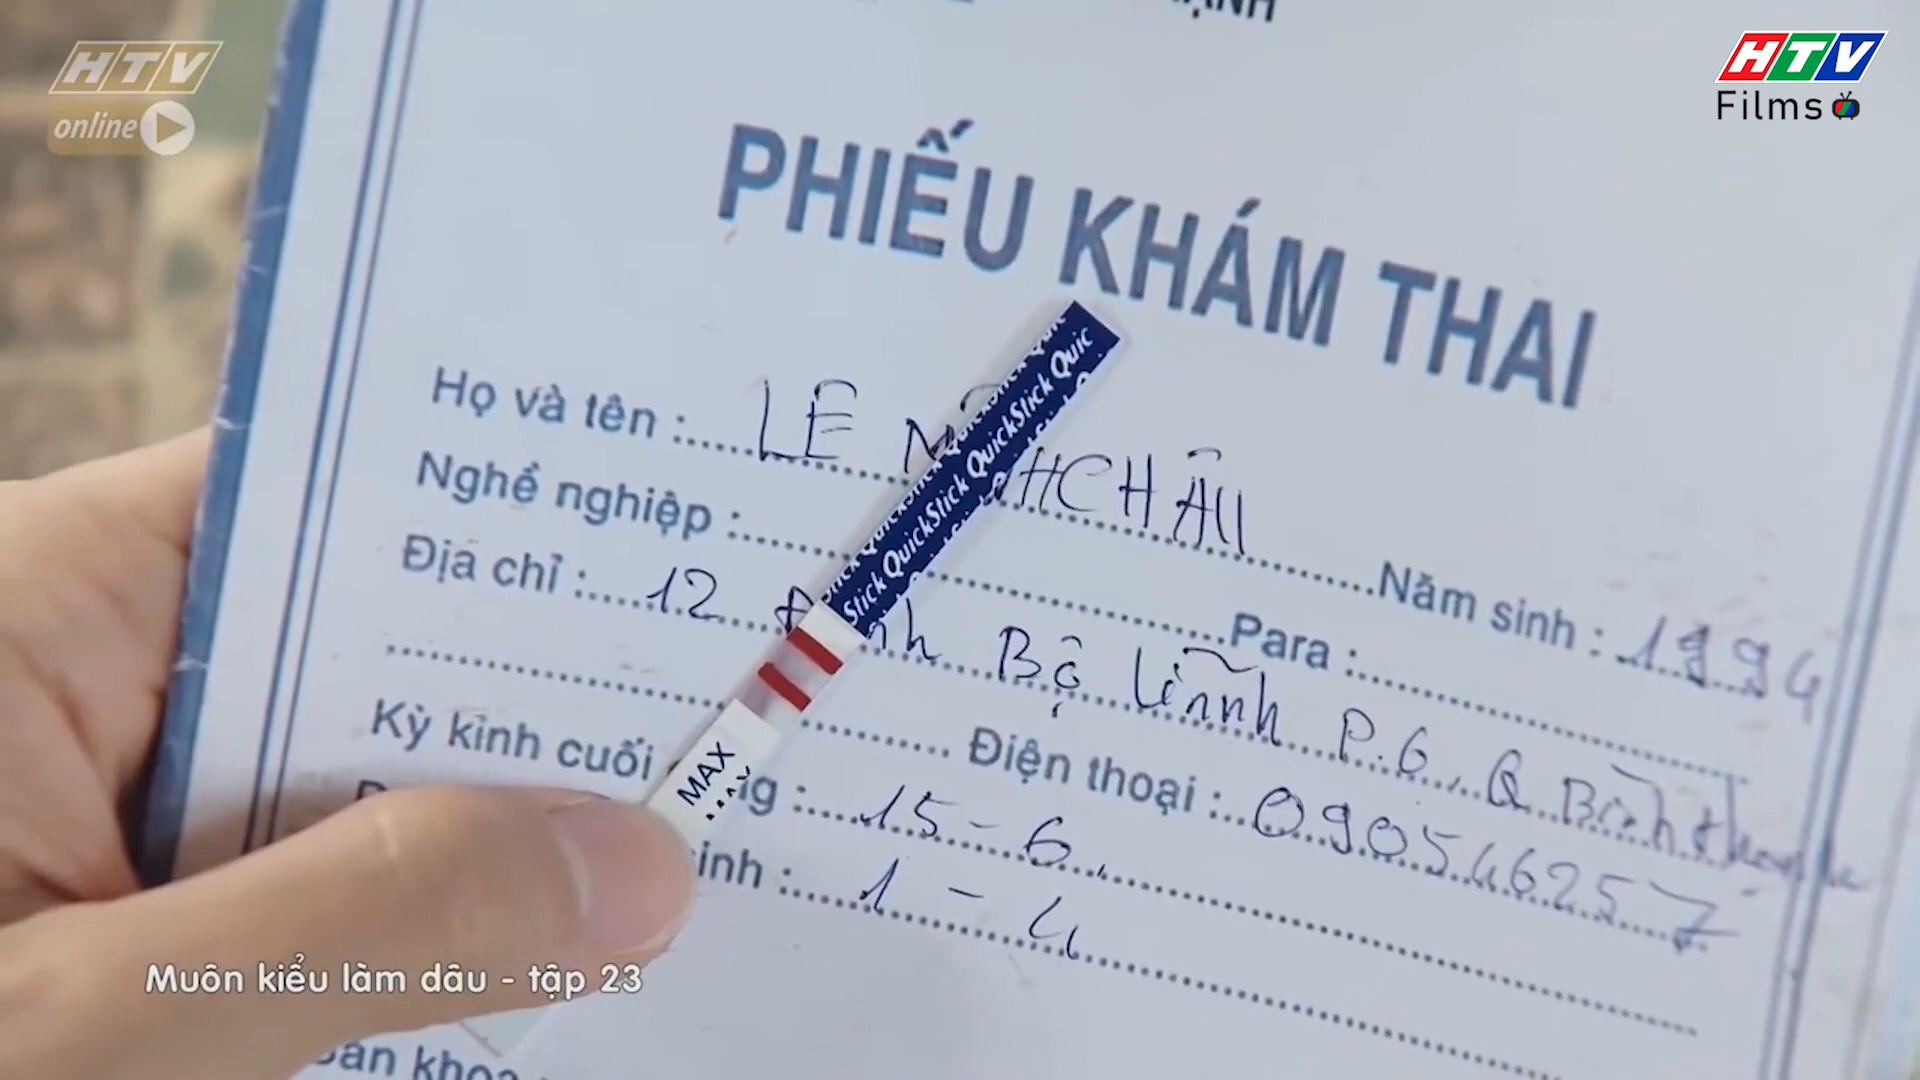 HTV
online
HTV
Films
PHIẾU KHÁM THAI
Họ và tên : LÊ CHÂU Năm sinh : 1994
Nghề nghiệp : Para :
Địa chỉ : 12 Bộ Lĩnh P.6, Q Bình Thạnh
Điện thoại : 090546257
Kỳ kinh cuối : 15 - 6
: 1 - 4
QuickStick QuickStick Quic
MAX
Muôn kiểu làm dâu - tập 23